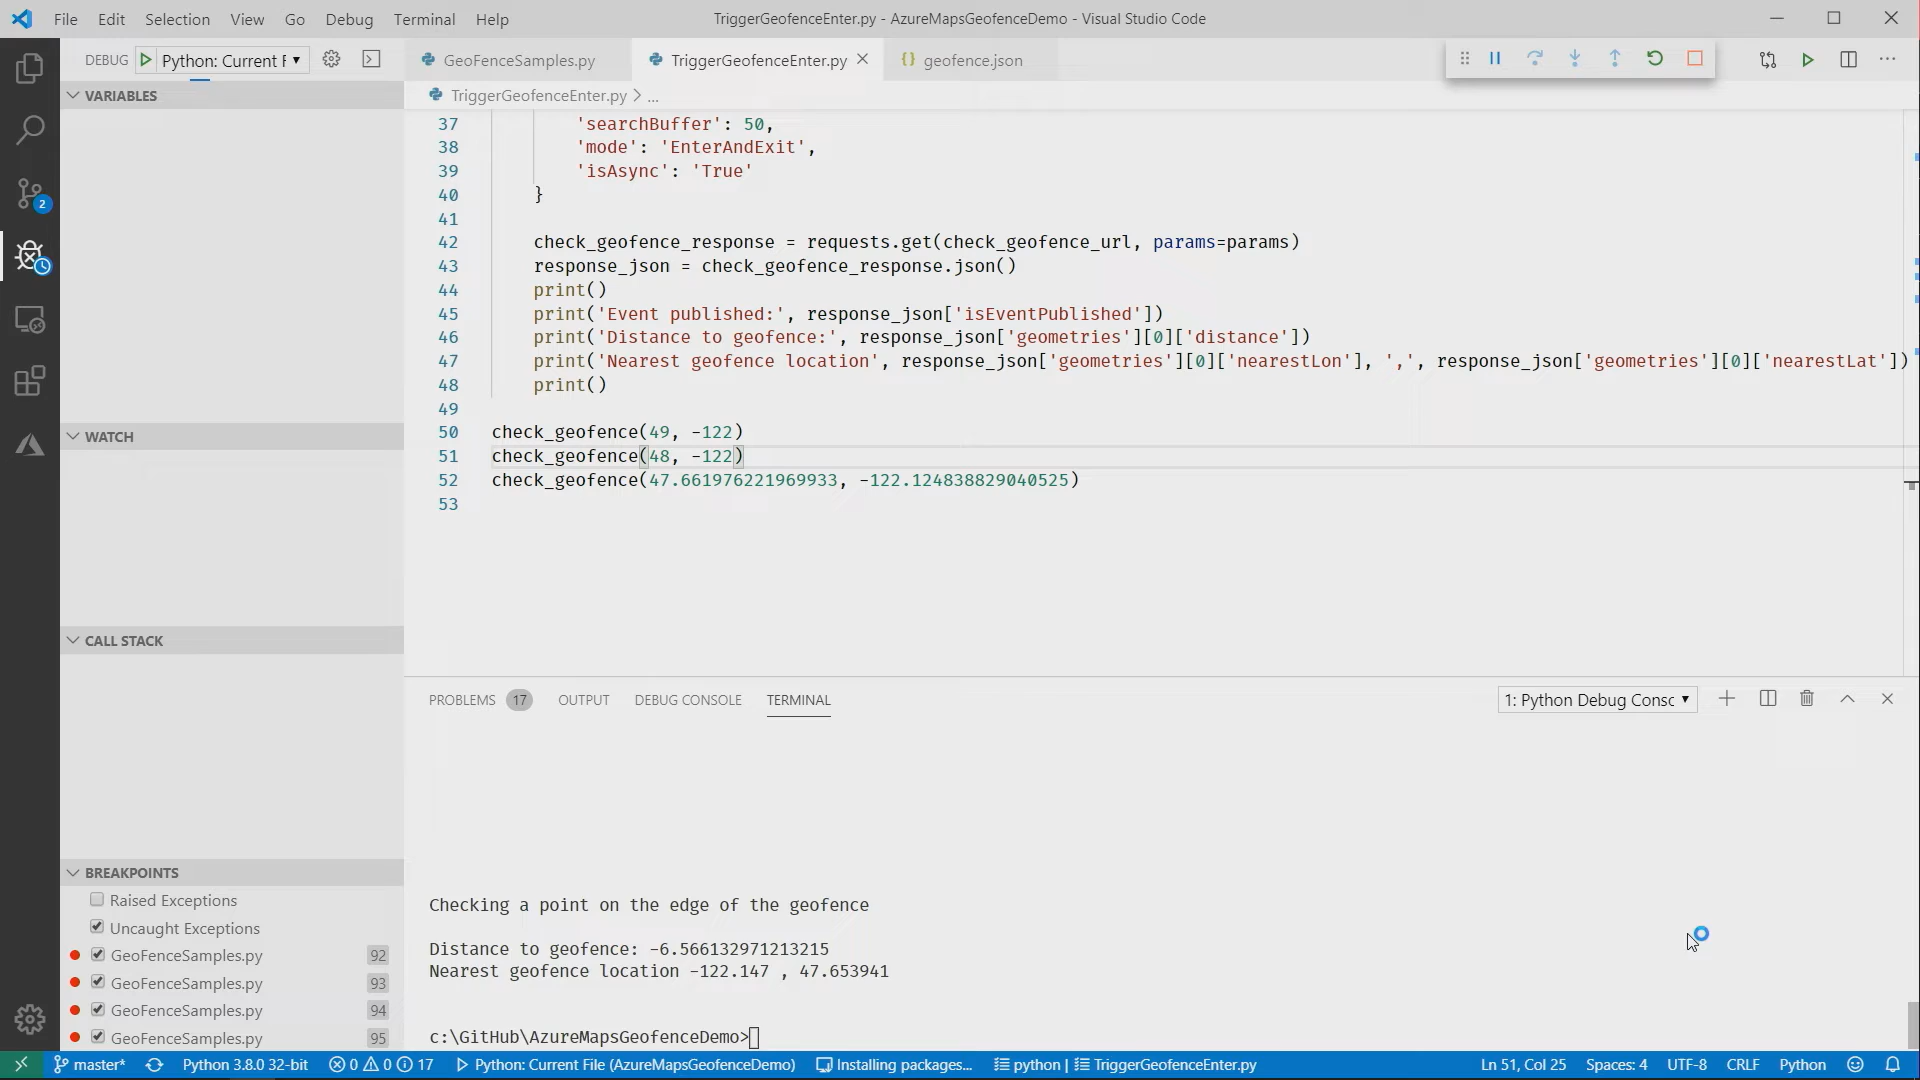 File Edit Selection View Go Debug Terminal Help
TriggerGeofenceEnter.py - AzureMapsGeofenceDemo - Visual Studio Code
DEBUG Python: Current F
GeoFenceSamples.py
TriggerGeofenceEnter.py
{} geofence.json
TriggerGeofenceEnter.py > ...
VARIABLES
37 'searchBuffer': 50,
38 'mode': 'EnterAndExit',
39 'isAsync': 'True'
40 }
41
42 check_geofence_response = requests.get(check_geofence_url, params=params)
43 response_json = check_geofence_response.json()
44 print()
45 print('Event published:', response_json['isEventPublished'])
46 print('Distance to geofence:', response_json['geometries'][0]['distance'])
47 print('Nearest geofence location', response_json['geometries'][0]['nearestLon'], ',', response_json['geometries'][0]['nearestLat'])
48 print()
49
50 check_geofence(49, -122)
51 check_geofence(48, -122)
52 check_geofence(47.661976221969933, -122.124838829040525)
53
2
WATCH
CALL STACK
BREAKPOINTS
Raised Exceptions
Uncaught Exceptions
GeoFenceSamples.py 92
GeoFenceSamples.py 93
GeoFenceSamples.py 94
GeoFenceSamples.py 95
PROBLEMS 17 OUTPUT DEBUG CONSOLE TERMINAL
1: Python Debug Consc
Checking a point on the edge of the geofence
Distance to geofence: -6.566132971213215
Nearest geofence location -122.147 , 47.653941
c:\GitHub\AzureMapsGeofenceDemo>
master* Python 3.8.0 32-bit 0 0 17 Python: Current File (AzureMapsGeofenceDemo) Installing packages... python | TriggerGeofenceEnter.py Ln 51, Col 25 Spaces: 4 UTF-8 CRLF Python